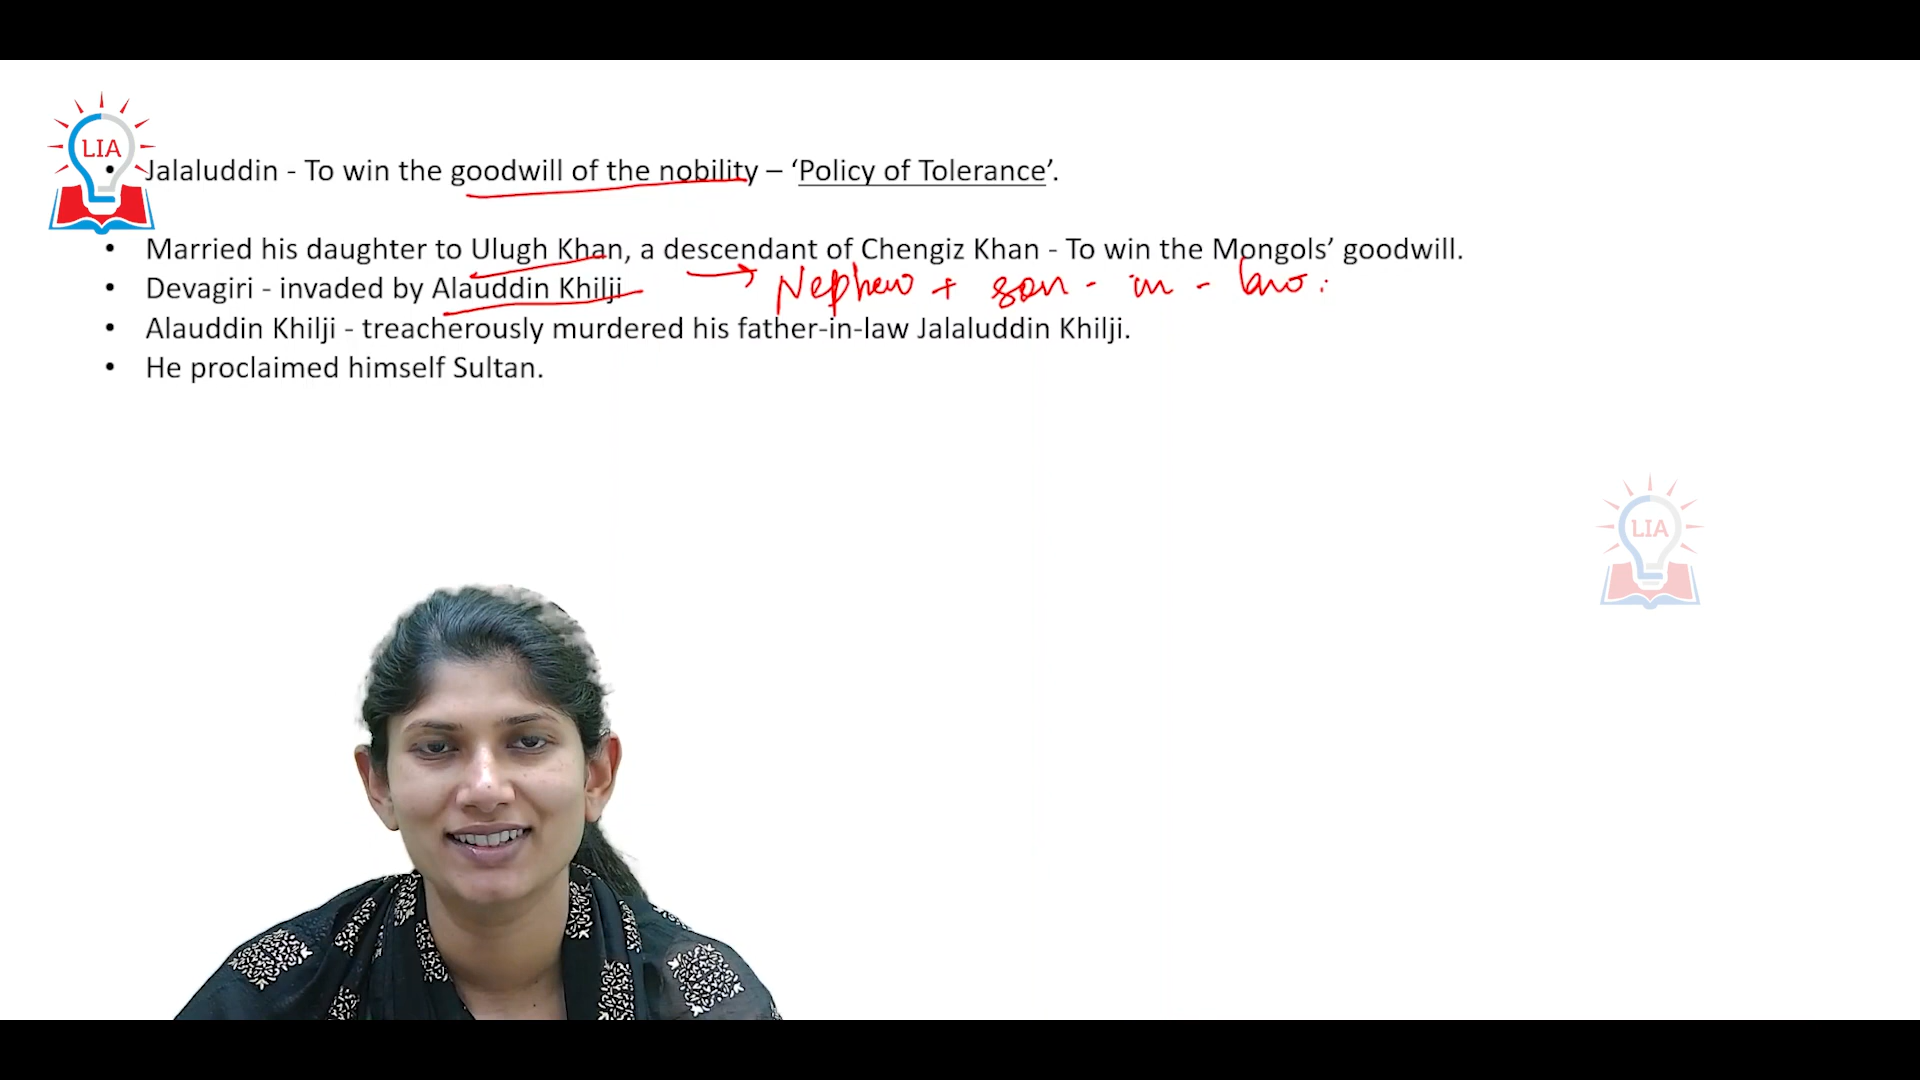 LIA
• Jalaluddin - To win the goodwill of the nobility – ‘Policy of Tolerance’.
• Married his daughter to Ulugh Khan, a descendant of Chengiz Khan - To win the Mongols’ goodwill.
• Devagiri - invaded by Alauddin Khilji → Nephew + son - in - law.
• Alauddin Khilji - treacherously murdered his father-in-law Jalaluddin Khilji.
• He proclaimed himself Sultan.
LIA